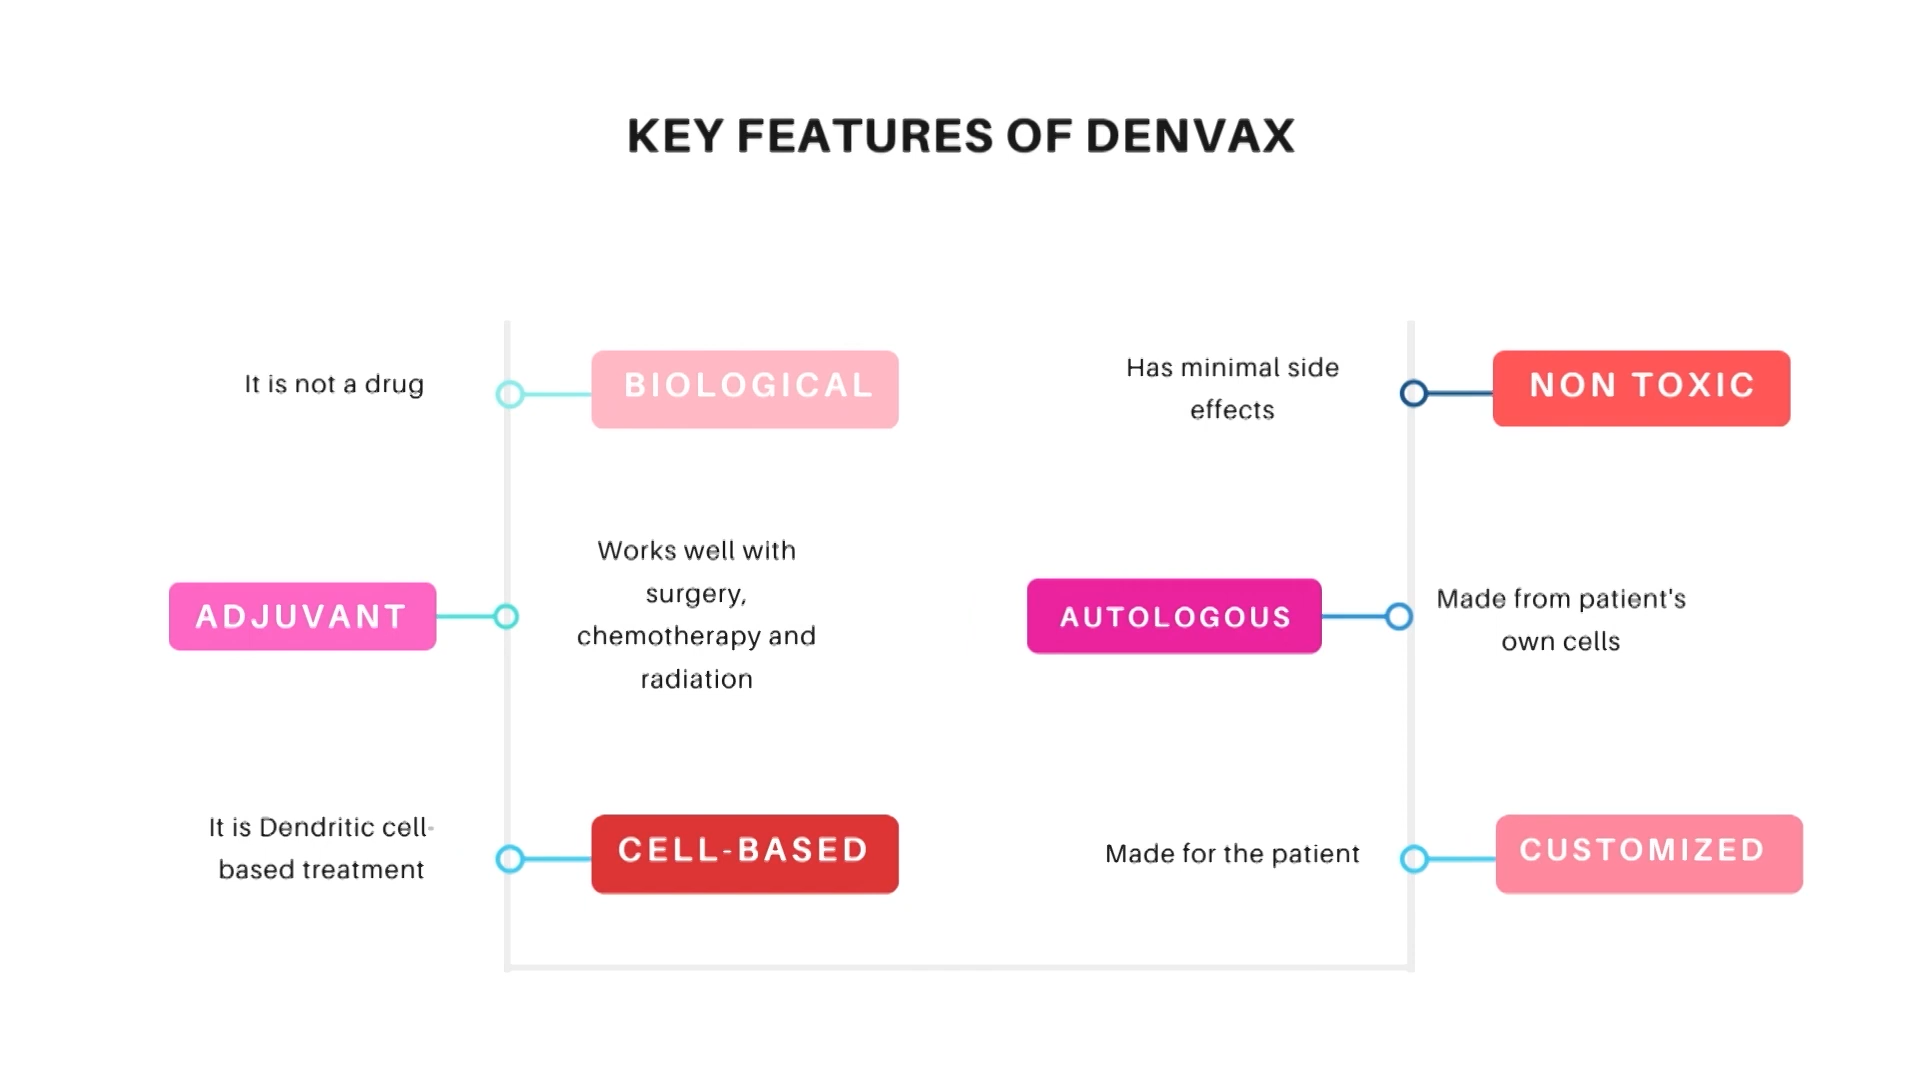 KEY FEATURES OF DENVAX
It is not a drug
BIOLOGICAL
Has minimal side
effects
NON TOXIC
ADJUVANT
Works well with
surgery,
chemotherapy and
radiation
AUTOLOGOUS
Made from patient's
own cells
It is Dendritic cell-
based treatment
CELL-BASED
Made for the patient
CUSTOMIZED